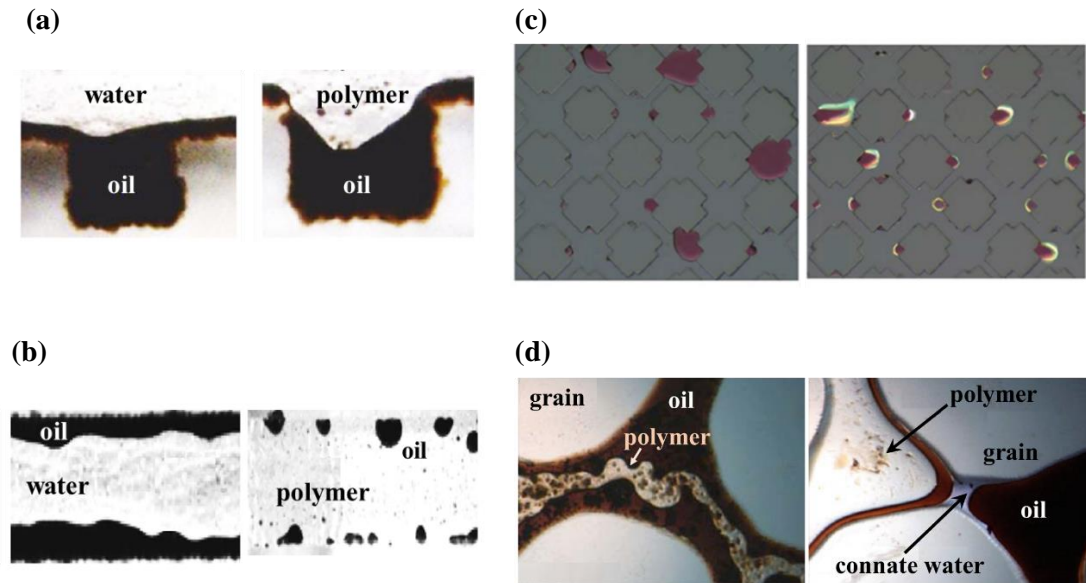 (a)
water
oil
polymer
oil
(b)
oil
water
oil
polymer
(c)
(d)
grain
oil
polymer
polymer
grain
oil
connate water